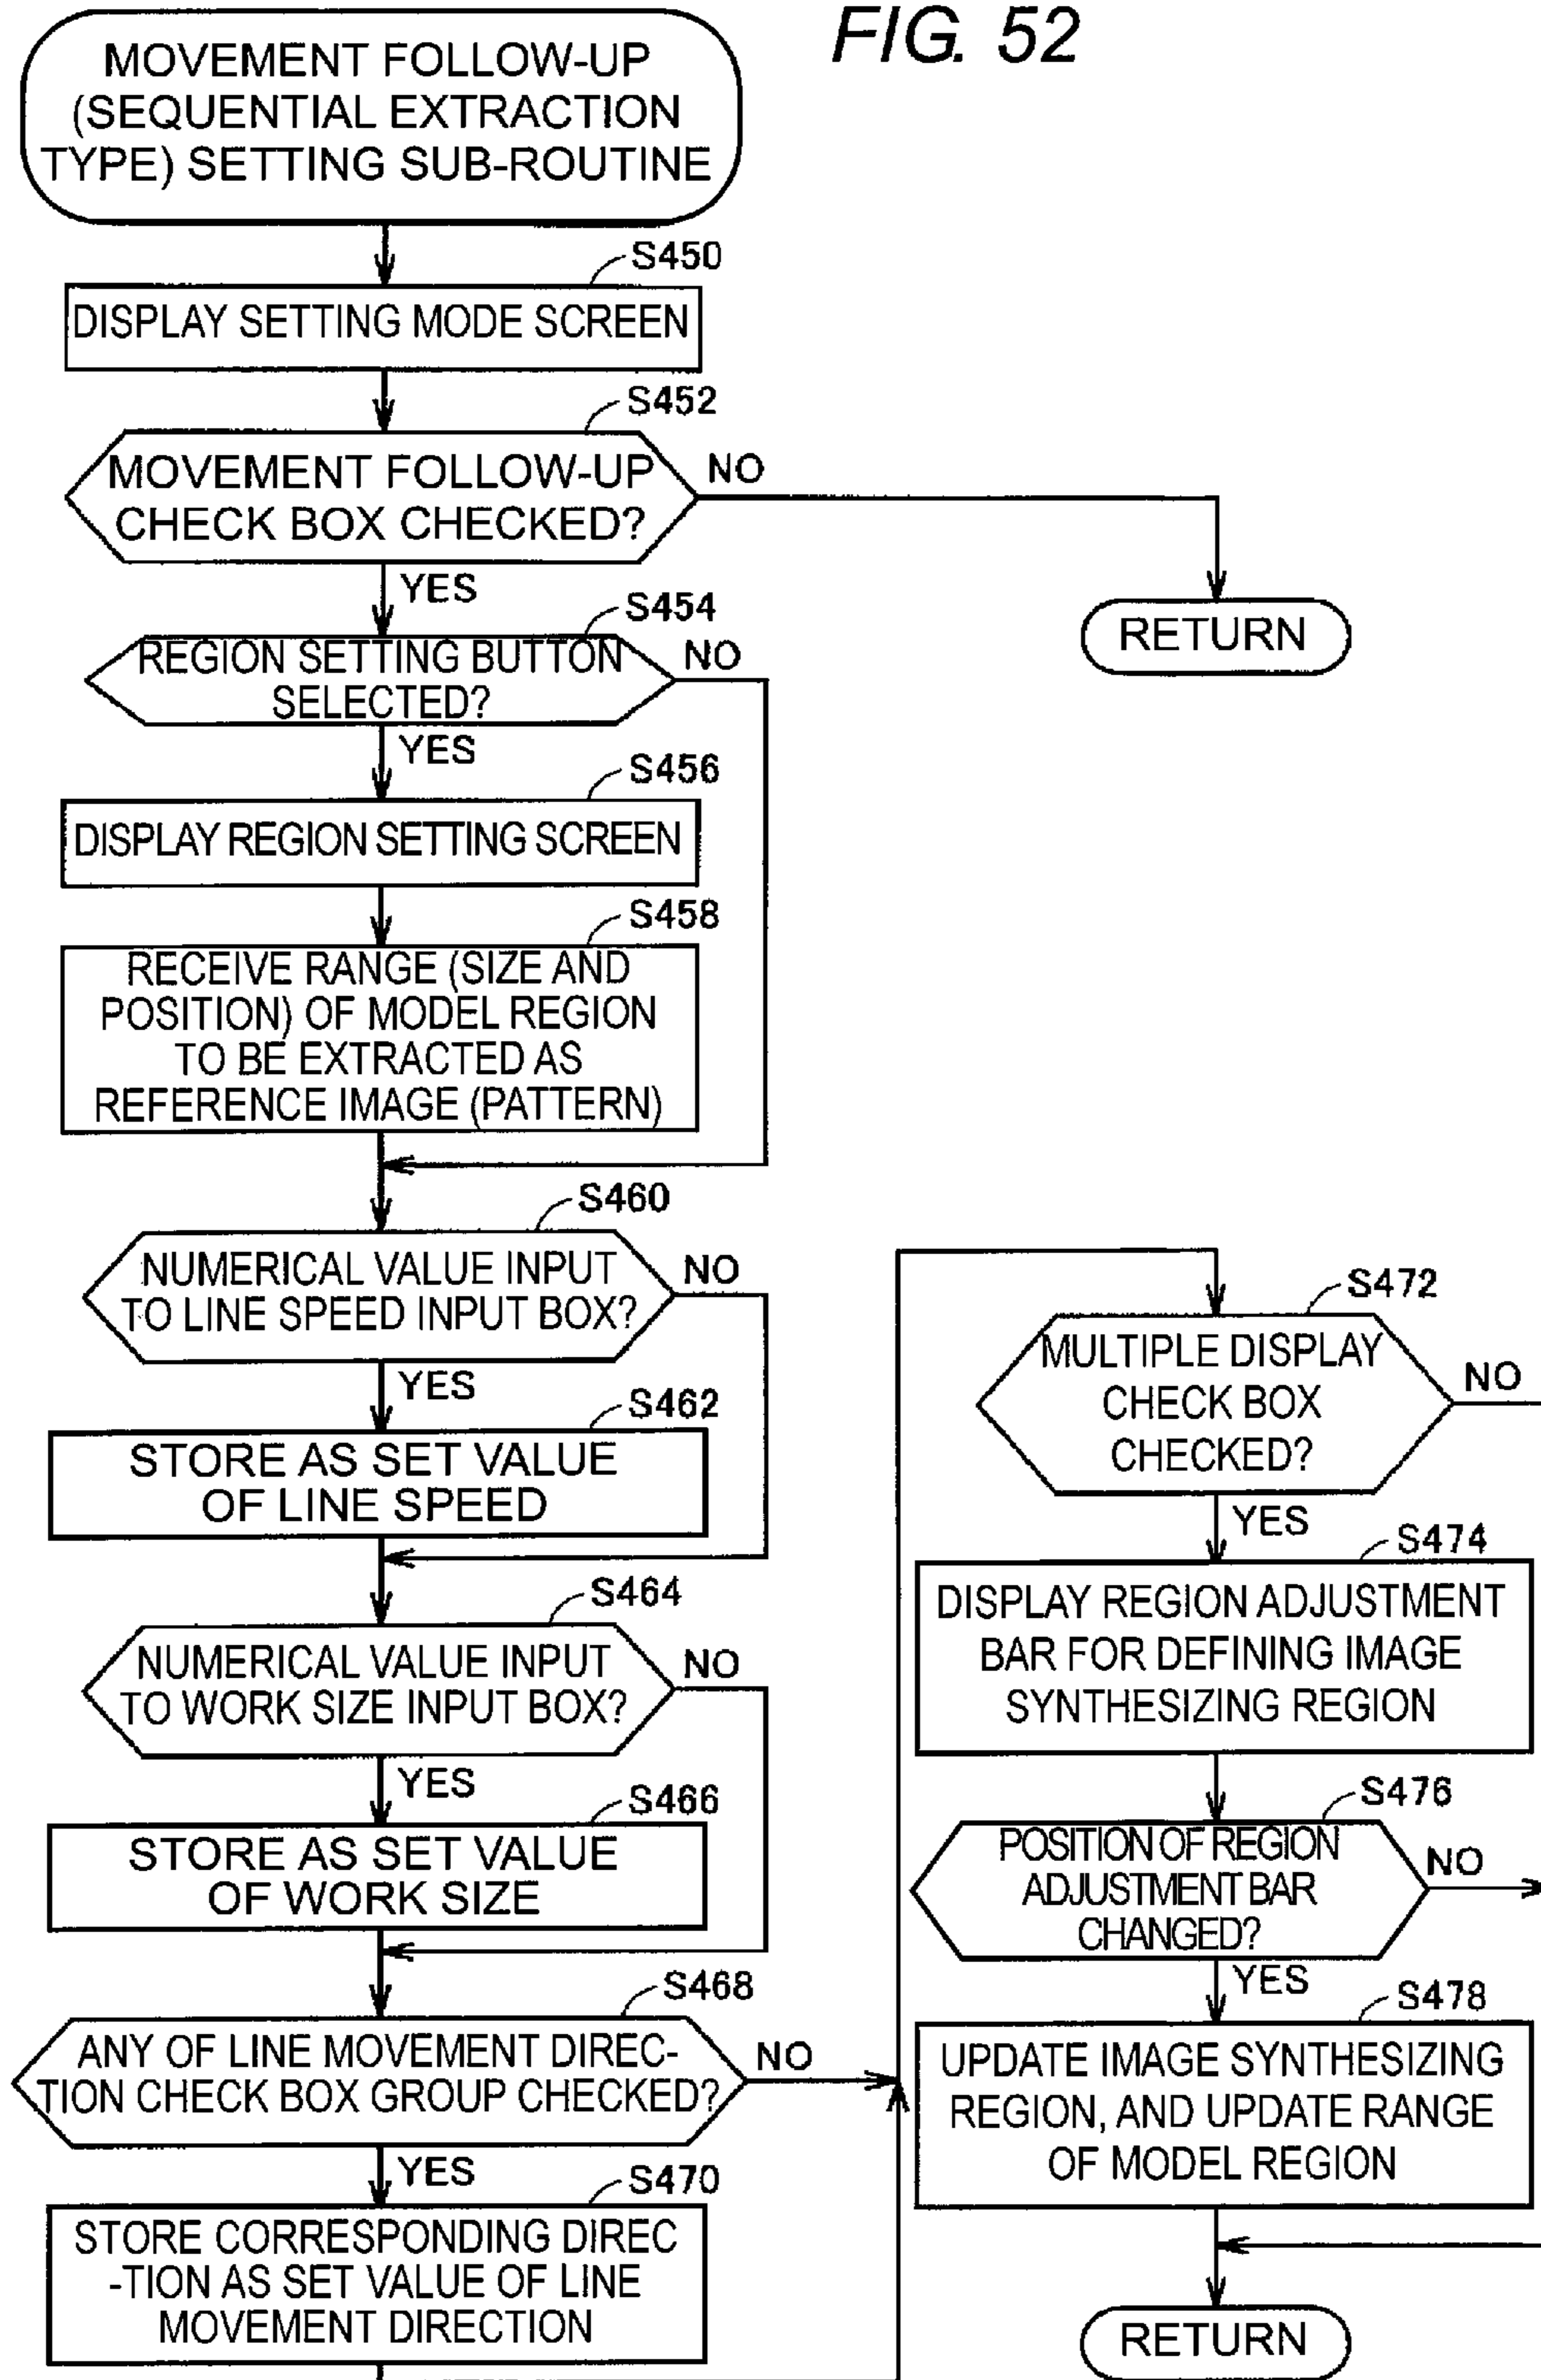 FIG. 52
MOVEMENT FOLLOW-UP
(SEQUENTIAL EXTRACTION
TYPE) SETTING SUB-ROUTINE
S450
DISPLAY SETTING MODE SCREEN
S452
MOVEMENT FOLLOW-UP
CHECK BOX CHECKED?
NO
RETURN
YES
S454
REGION SETTING BUTTON
SELECTED?
NO
YES
S456
DISPLAY REGION SETTING SCREEN
S458
RECEIVE RANGE (SIZE AND
POSITION) OF MODEL REGION
TO BE EXTRACTED AS
REFERENCE IMAGE (PATTERN)
S460
NUMERICAL VALUE INPUT
TO LINE SPEED INPUT BOX?
NO
YES
S462
STORE AS SET VALUE
OF LINE SPEED
S464
NUMERICAL VALUE INPUT
TO WORK SIZE INPUT BOX?
NO
YES
S466
STORE AS SET VALUE
OF WORK SIZE
S468
ANY OF LINE MOVEMENT DIREC-
TION CHECK BOX GROUP CHECKED?
NO
YES
S470
STORE CORRESPONDING DIREC
-TION AS SET VALUE OF LINE
MOVEMENT DIRECTION
S472
MULTIPLE DISPLAY
CHECK BOX
CHECKED?
NO
YES
S474
DISPLAY REGION ADJUSTMENT
BAR FOR DEFINING IMAGE
SYNTHESIZING REGION
S476
POSITION OF REGION
ADJUSTMENT BAR
CHANGED?
NO
YES
S478
UPDATE IMAGE SYNTHESIZING
REGION, AND UPDATE RANGE
OF MODEL REGION
RETURN